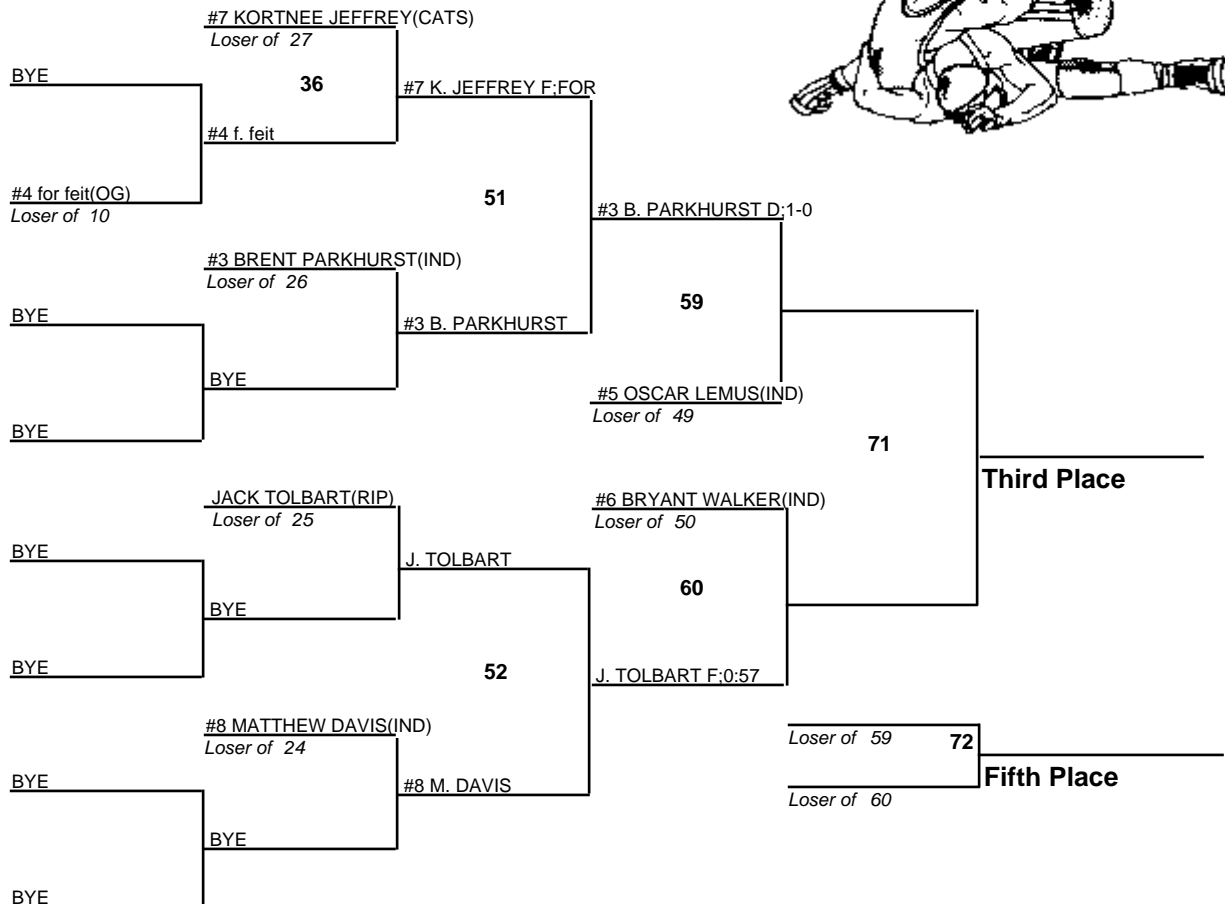 #7 KORTNEE JEFFREY(CATS)
Loser of 27
BYE
36
#7 K. JEFFREY F;FOR
#4 f. feit
#4 for feit(OG)
Loser of 10
51
#3 B. PARKHURST D;1-0
#3 BRENT PARKHURST(IND)
Loser of 26
59
BYE
#3 B. PARKHURST
BYE
#5 OSCAR LEMUS(IND)
Loser of 49
BYE
71
Third Place
JACK TOLBART(RIP)
Loser of 25
#6 BRYANT WALKER(IND)
Loser of 50
BYE
J. TOLBART
60
BYE
BYE
52
J. TOLBART F;0:57
#8 MATTHEW DAVIS(IND)
Loser of 24
Loser of 59
72
BYE
#8 M. DAVIS
Fifth Place
Loser of 60
BYE
BYE